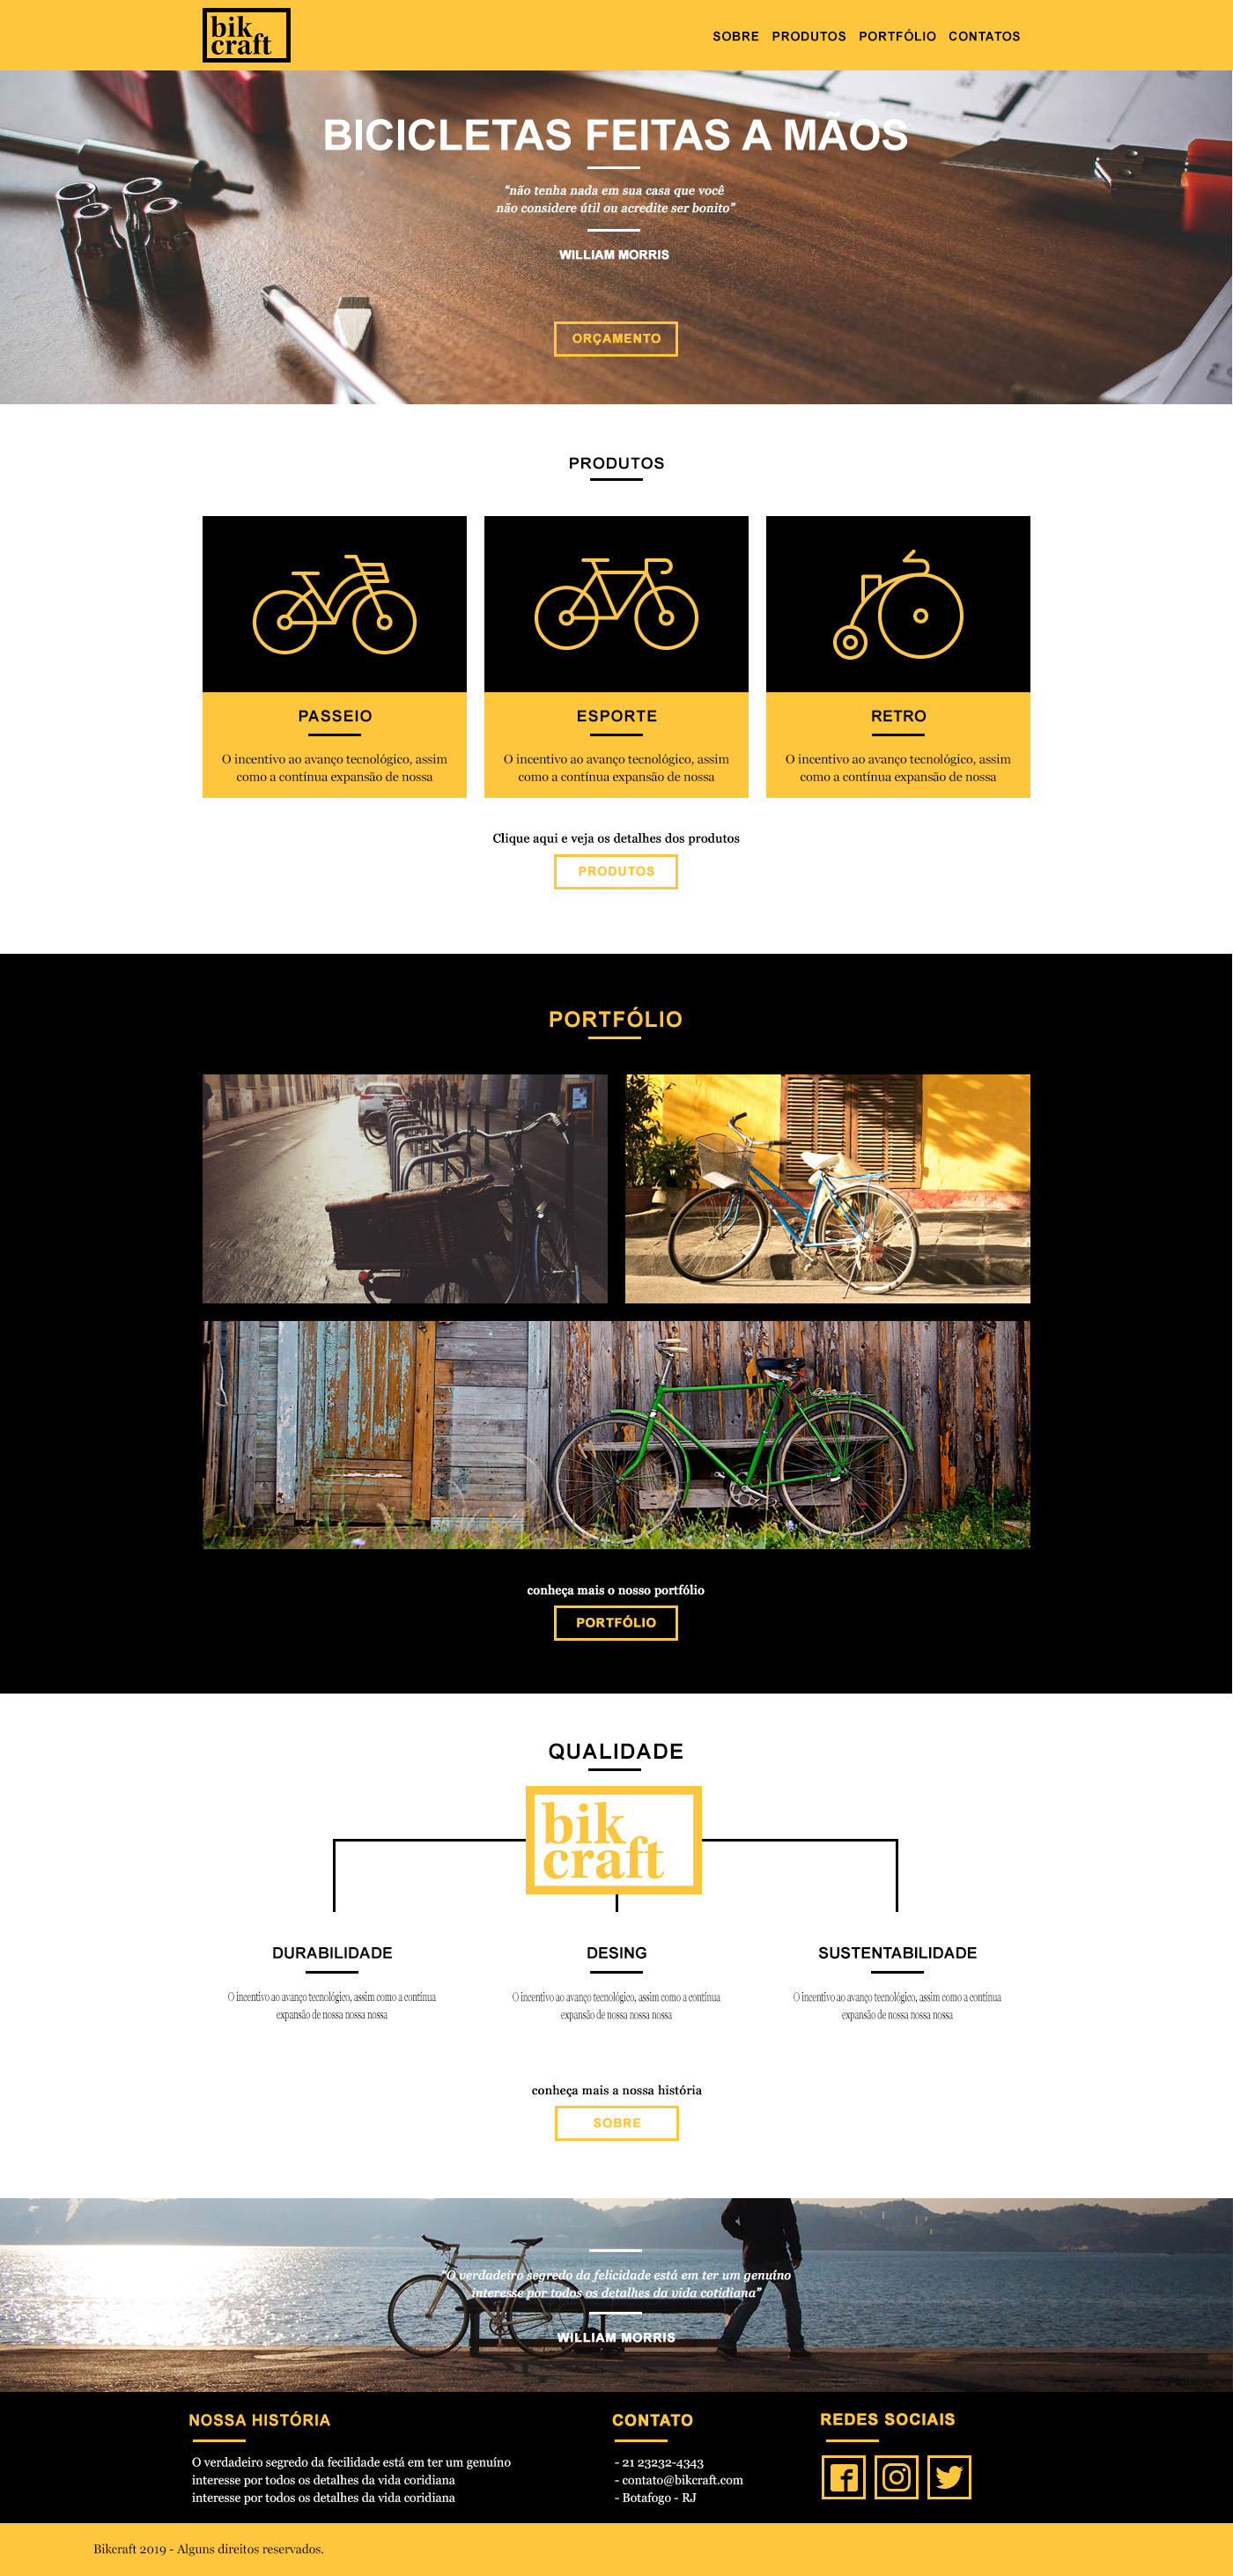 bik
craft
SOBRE PRODUTOS PORTFÓLIO CONTATOS
BICICLETAS FEITAS A MÃOS
“não tenha nada em sua casa que você
não considere útil ou acredite ser bonito”
WILLIAM MORRIS
ORÇAMENTO
PRODUTOS
PASSEIO
O incentivo ao avanço tecnológico, assim
como a contínua expansão de nossa
ESPORTE
O incentivo ao avanço tecnológico, assim
como a contínua expansão de nossa
RETRO
O incentivo ao avanço tecnológico, assim
como a contínua expansão de nossa
Clique aqui e veja os detalhes dos produtos
PRODUTOS
PORTFÓLIO
conheça mais o nosso portfólio
PORTFÓLIO
QUALIDADE
bik
craft
DURABILIDADE
O incentivo ao avanço tecnológico, assim como a contínua
expansão de nossa nossa nossa
DESING
O incentivo ao avanço tecnológico, assim como a contínua
expansão de nossa nossa nossa
SUSTENTABILIDADE
O incentivo ao avanço tecnológico, assim como a contínua
expansão de nossa nossa nossa
conheça mais a nossa história
SOBRE
“O verdadeiro segredo da felicidade está em ter um genuíno
interesse por todos os detalhes da vida cotidiana”
WILLIAM MORRIS
NOSSA HISTÓRIA
O verdadeiro segredo da fecilidade está em ter um genuíno
interesse por todos os detalhes da vida coridiana
interesse por todos os detalhes da vida coridiana
CONTATO
- 21 23232-4343
- contato@bikcraft.com
- Botafogo - RJ
REDES SOCIAIS
Bikcraft 2019 - Alguns direitos reservados.